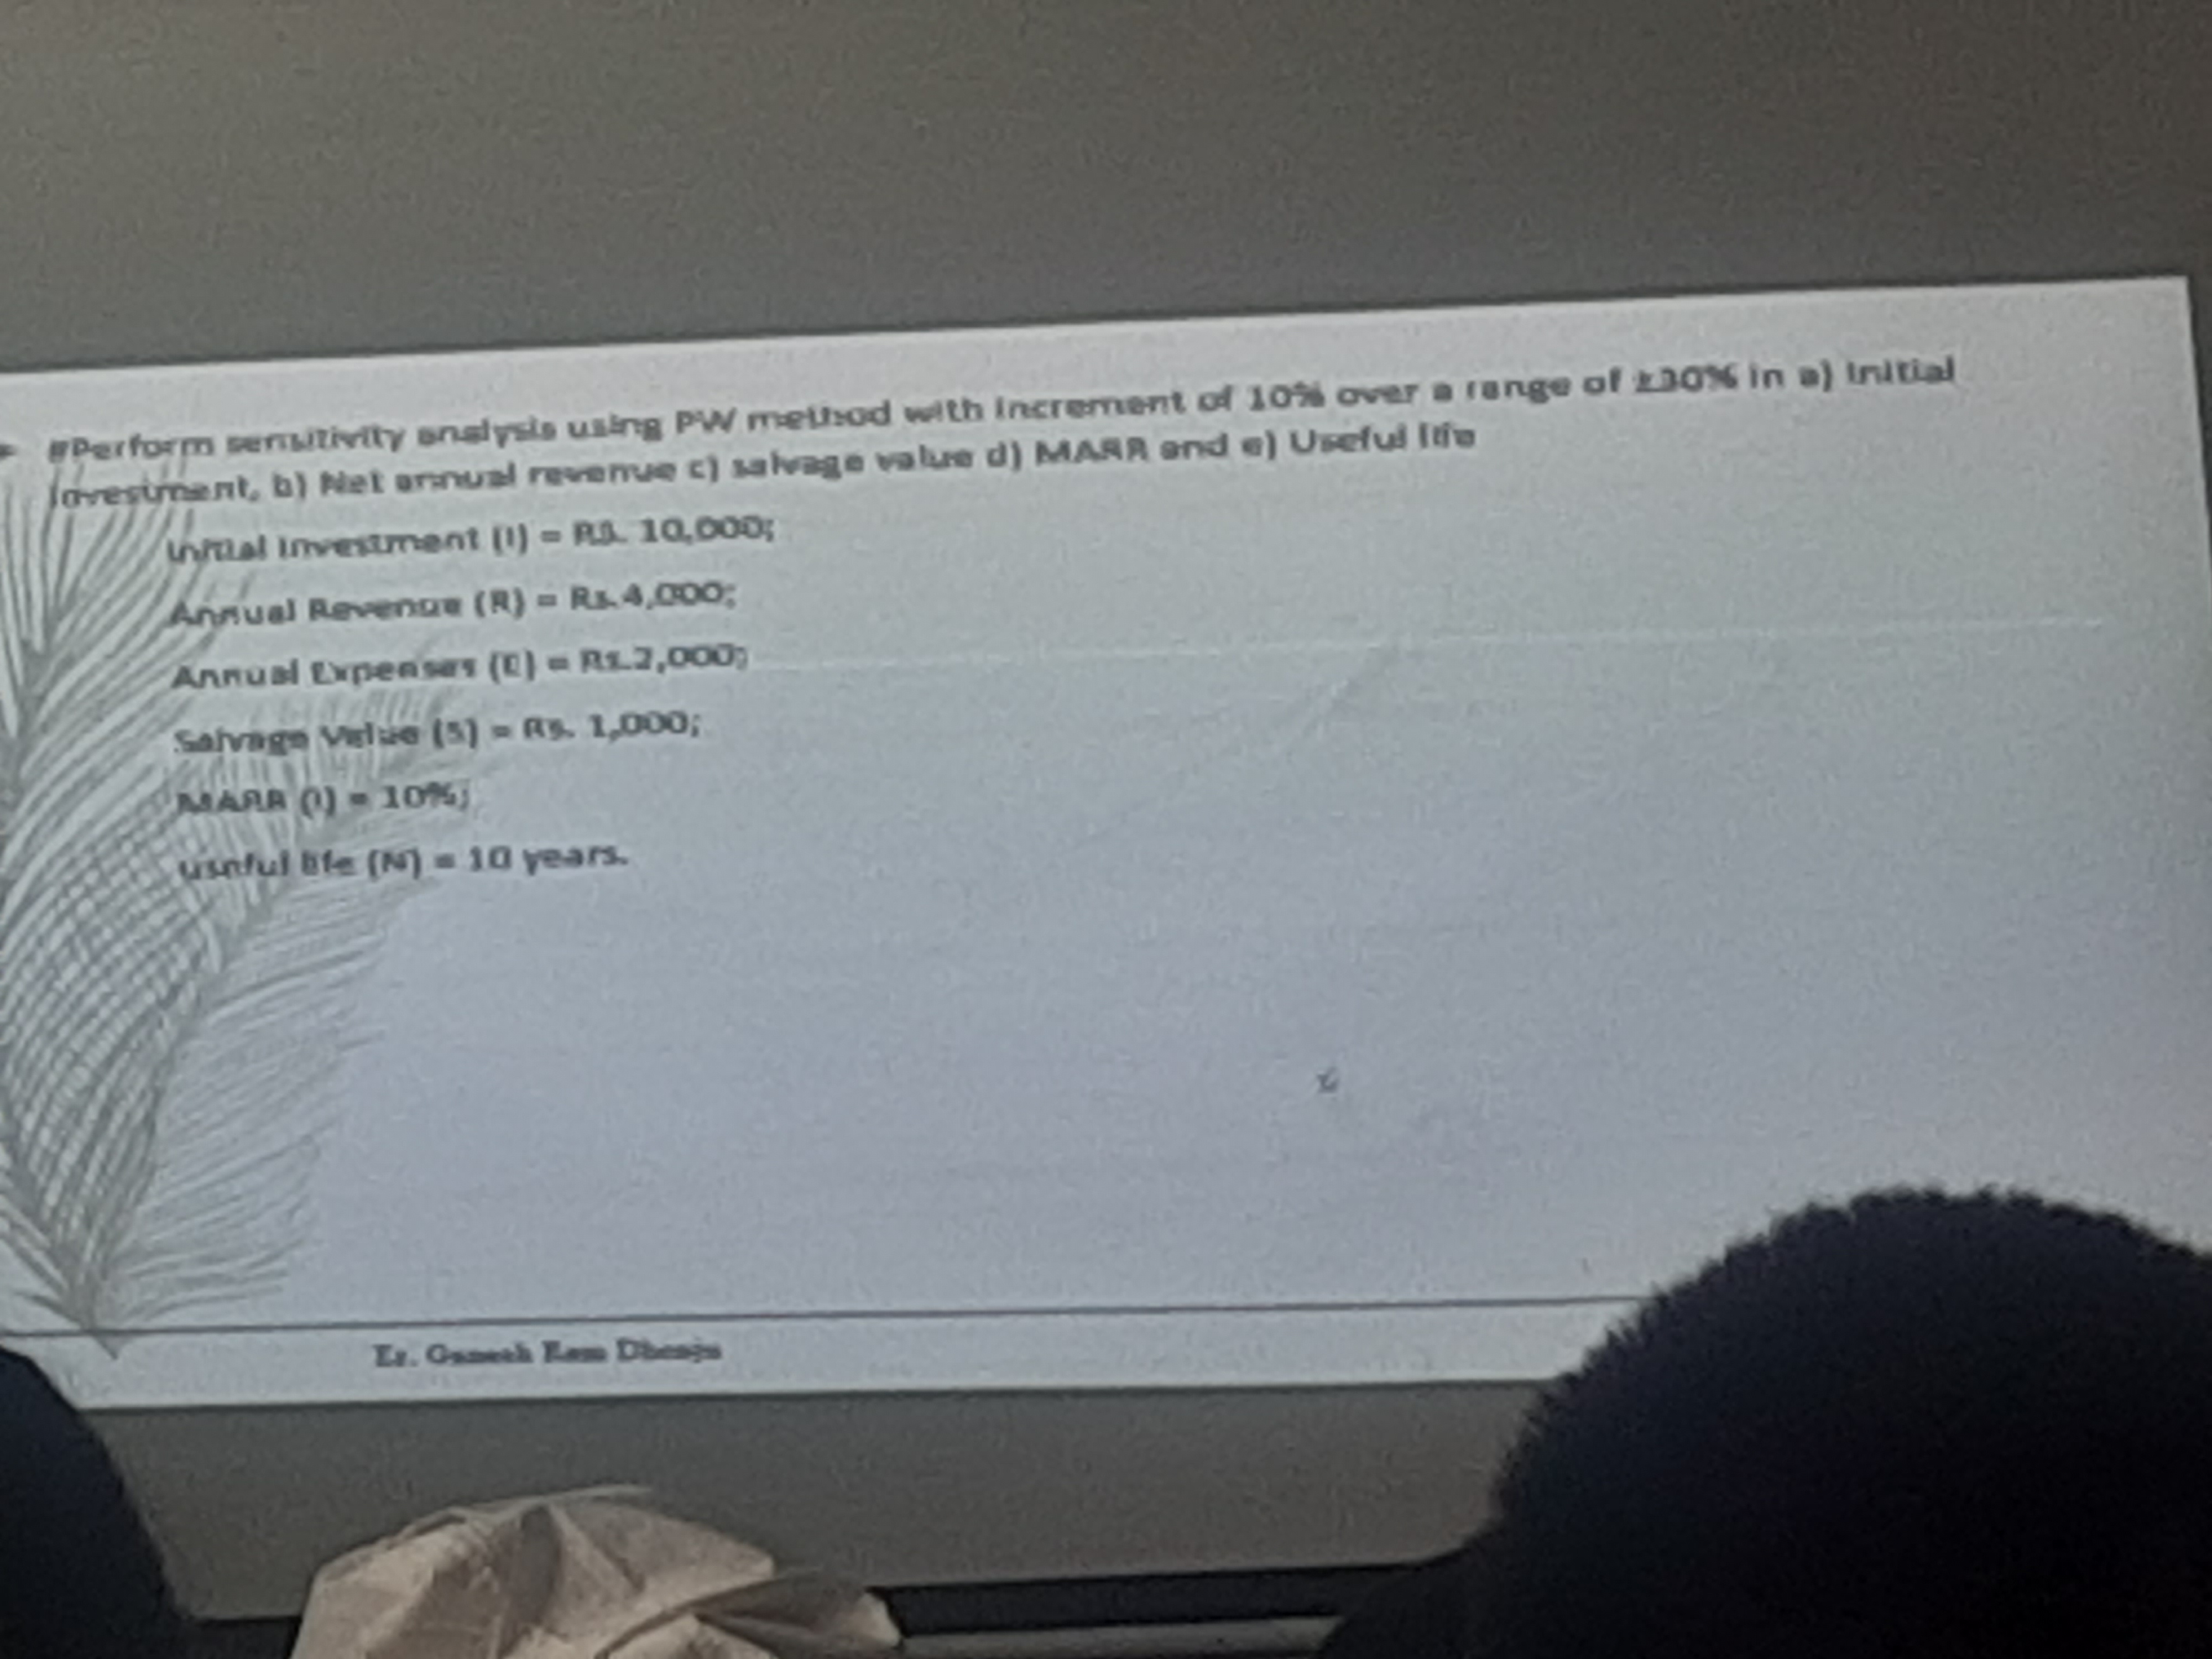 #Perform sensitivity analysis using PW method with increment of 10% over a range of ±30% in a) Initial
investment, b) Net annual revenue c) salvage value d) MARR and e) Useful life
Initial Investment (I) = RS. 10,000;
Annual Revenue (R) = Rs.4,000;
Annual Expenses (E) = Rs.2,000;
Salvage Value (S) = Rs. 1,000;
MARR (i) = 10%;
useful life (N) = 10 years.
Er. Ganesh Ram Dhonju